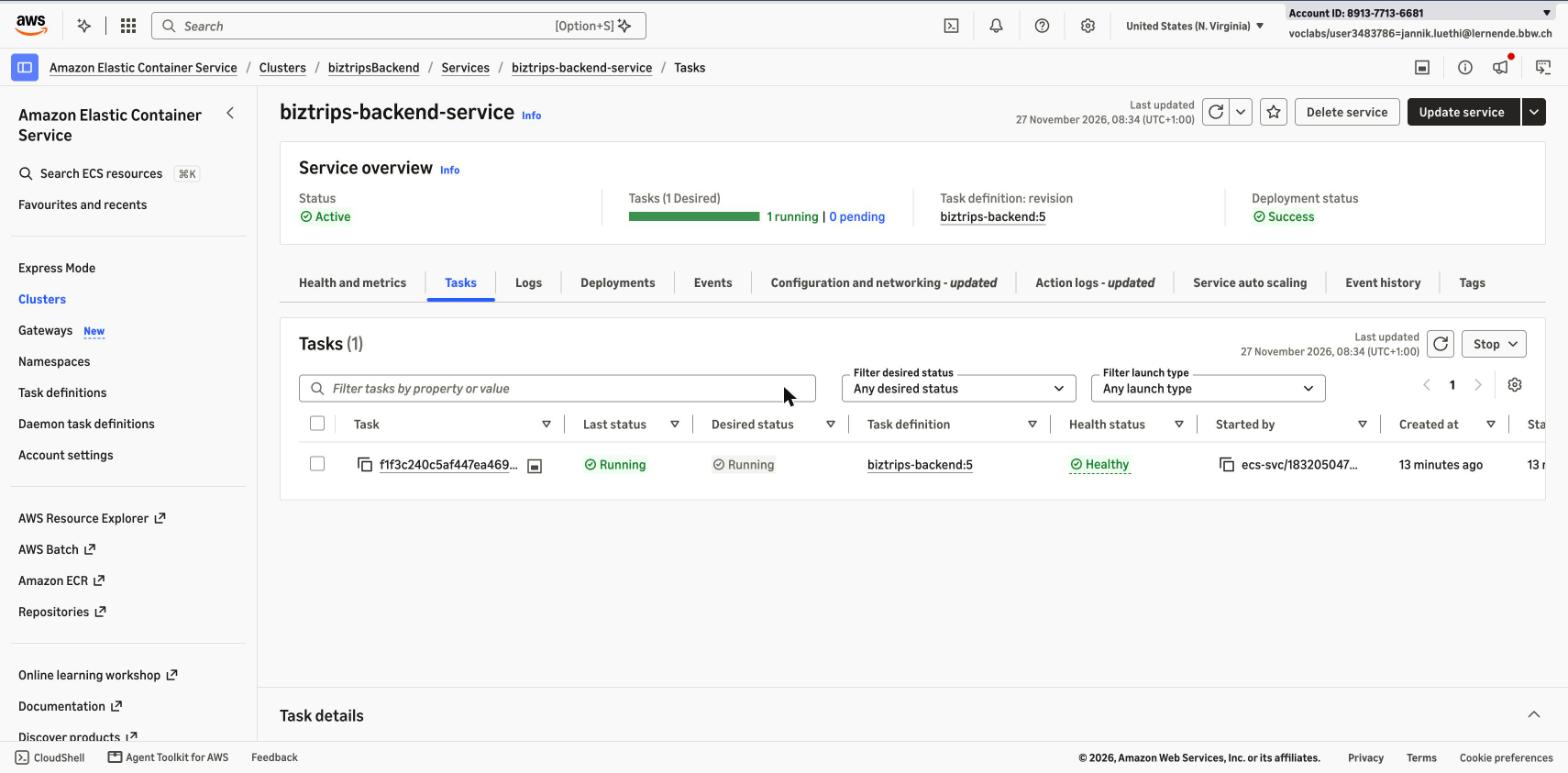 aws
Search [Option+S]
United States (N. Virginia)
Account ID: 8913-7713-6681
voclabs/user3483786=jannik.luethi@lernende.bbw.ch
Amazon Elastic Container Service / Clusters / biztripsBackend / Services / biztrips-backend-service / Tasks
Amazon Elastic Container
Service
Search ECS resources ⌘K
Favourites and recents
Express Mode
Clusters
Gateways New
Namespaces
Task definitions
Daemon task definitions
Account settings
AWS Resource Explorer
AWS Batch
Amazon ECR
Repositories
Online learning workshop
Documentation
Discover products
biztrips-backend-service Info
Last updated
27 November 2026, 08:34 (UTC+1:00)
Delete service
Update service
Service overview Info
Status
Active
Tasks (1 Desired)
1 running | 0 pending
Task definition: revision
biztrips-backend:5
Deployment status
Success
Health and metrics
Tasks
Logs
Deployments
Events
Configuration and networking - updated
Action logs - updated
Service auto scaling
Event history
Tags
Tasks (1)
Last updated
27 November 2026, 08:34 (UTC+1:00)
Stop
Filter tasks by property or value
Filter desired status
Any desired status
Filter launch type
Any launch type
1
Task Last status Desired status Task definition Health status Started by Created at Sta
f1f3c240c5af447ea469... Running Running biztrips-backend:5 Healthy ecs-svc/183205047... 13 minutes ago 13
Task details
CloudShell Agent Toolkit for AWS Feedback
© 2026, Amazon Web Services, Inc. or its affiliates. Privacy Terms Cookie preferences